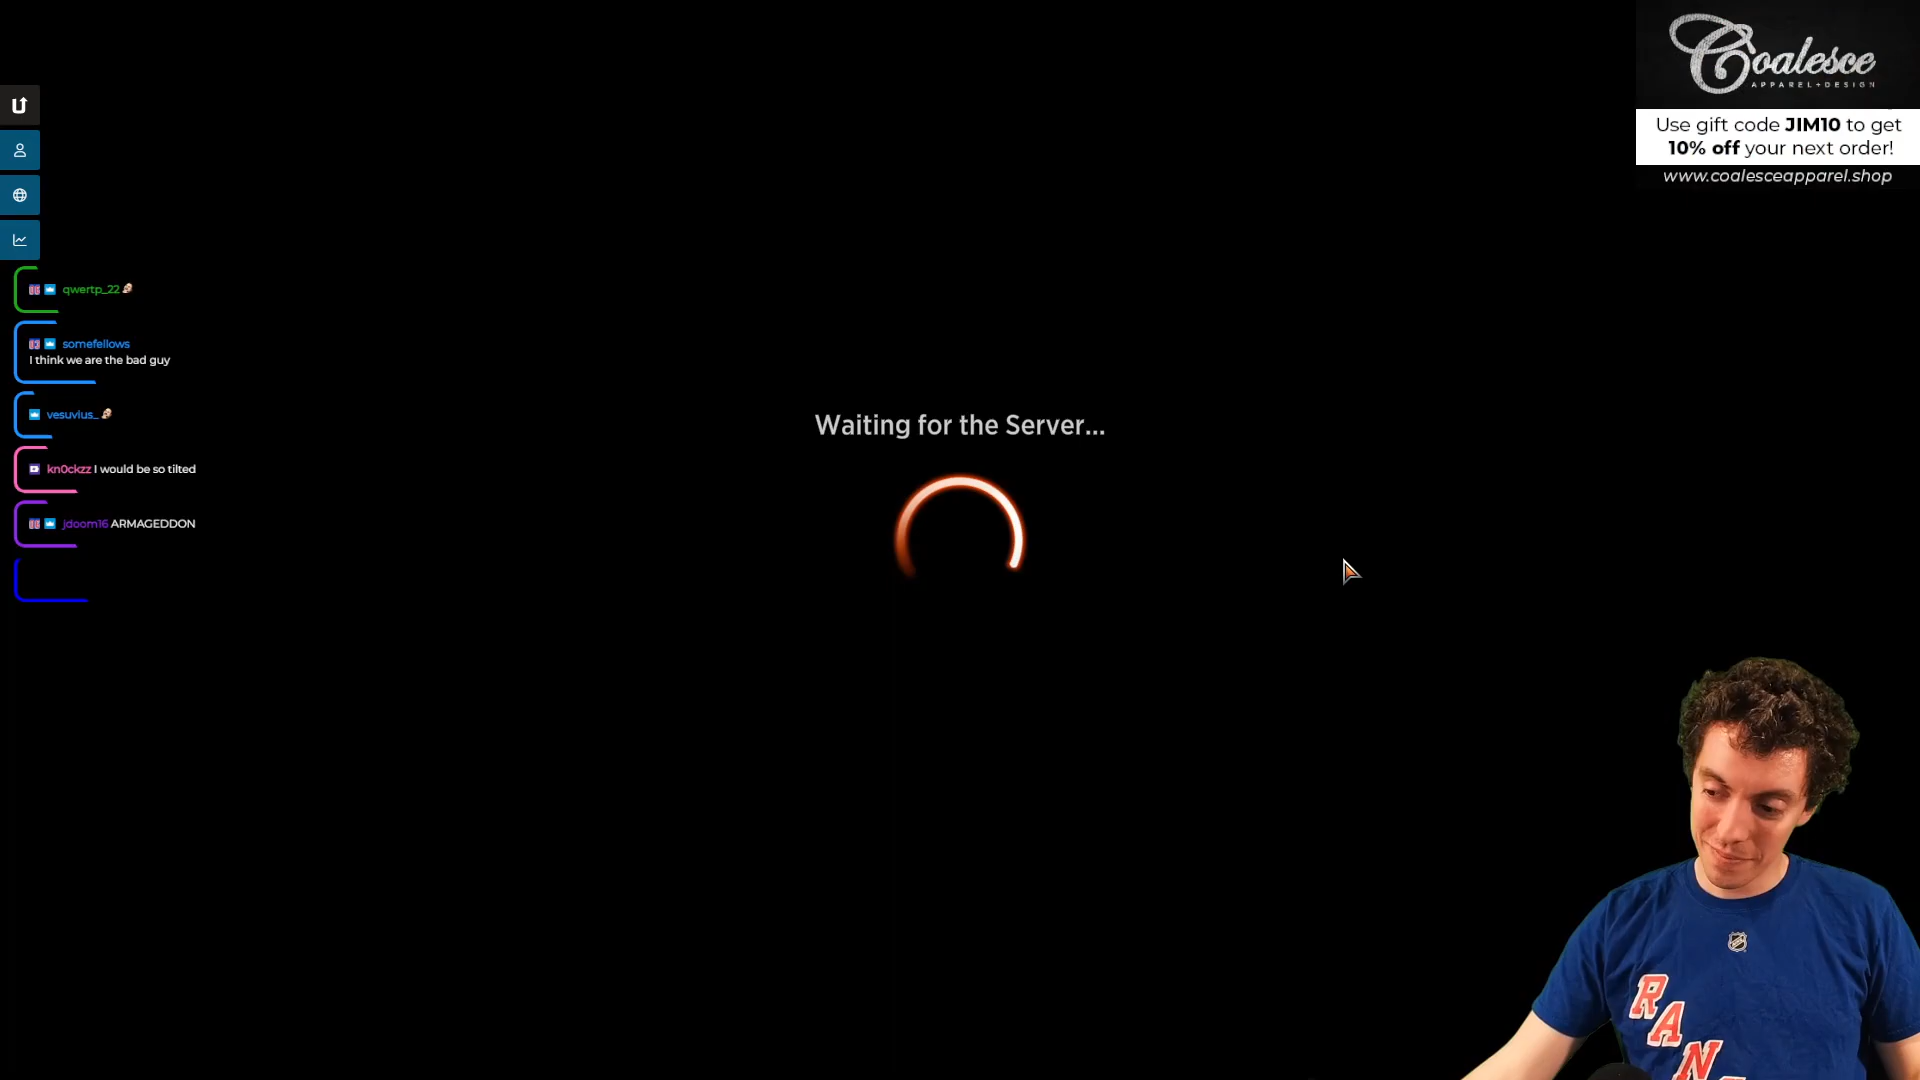 Coalesce
APPAREL+DESIGN
Use gift code JIM10 to get
10% off your next order!
www.coalesceapparel.shop
qwertp_22
somefellows
I think we are the bad guy
vesuvius_
kn0ckzz I would be so tilted
jdoom16 ARMAGEDDON
Waiting for the Server...
RAN